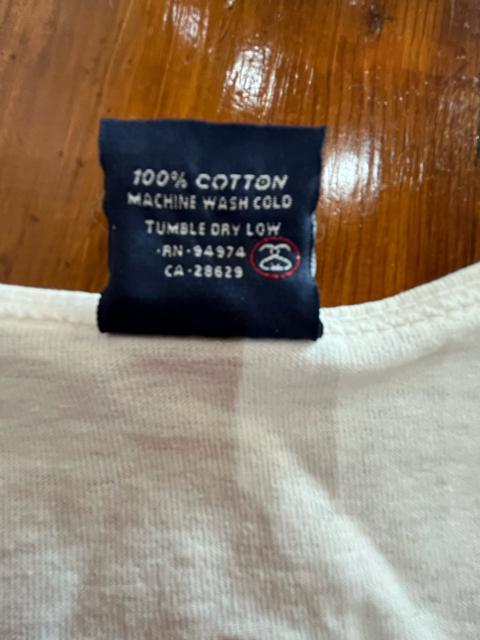 100% COTTON
MACHINE WASH COLD
TUMBLE DRY LOW
·RN·94974
CA·28629